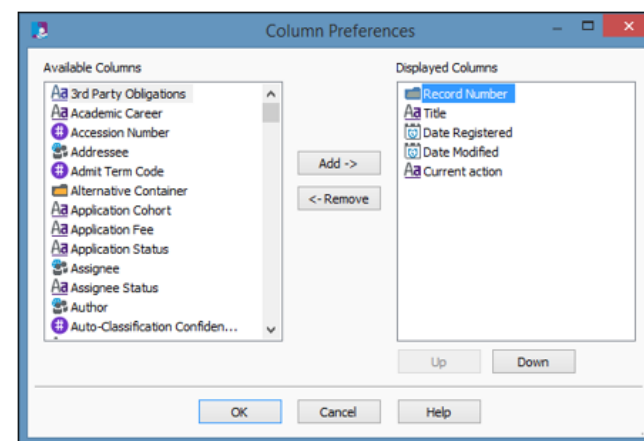 Column Preferences
Available Columns
3rd Party Obligations
Academic Career
Accession Number
Addressee
Admit Term Code
Alternative Container
Application Cohort
Application Fee
Application Status
Assignee
Assignee Status
Author
Auto-Classification Confiden...
Add ->
<- Remove
Displayed Columns
Record Number
Title
Date Registered
Date Modified
Current action
Up
Down
OK
Cancel
Help